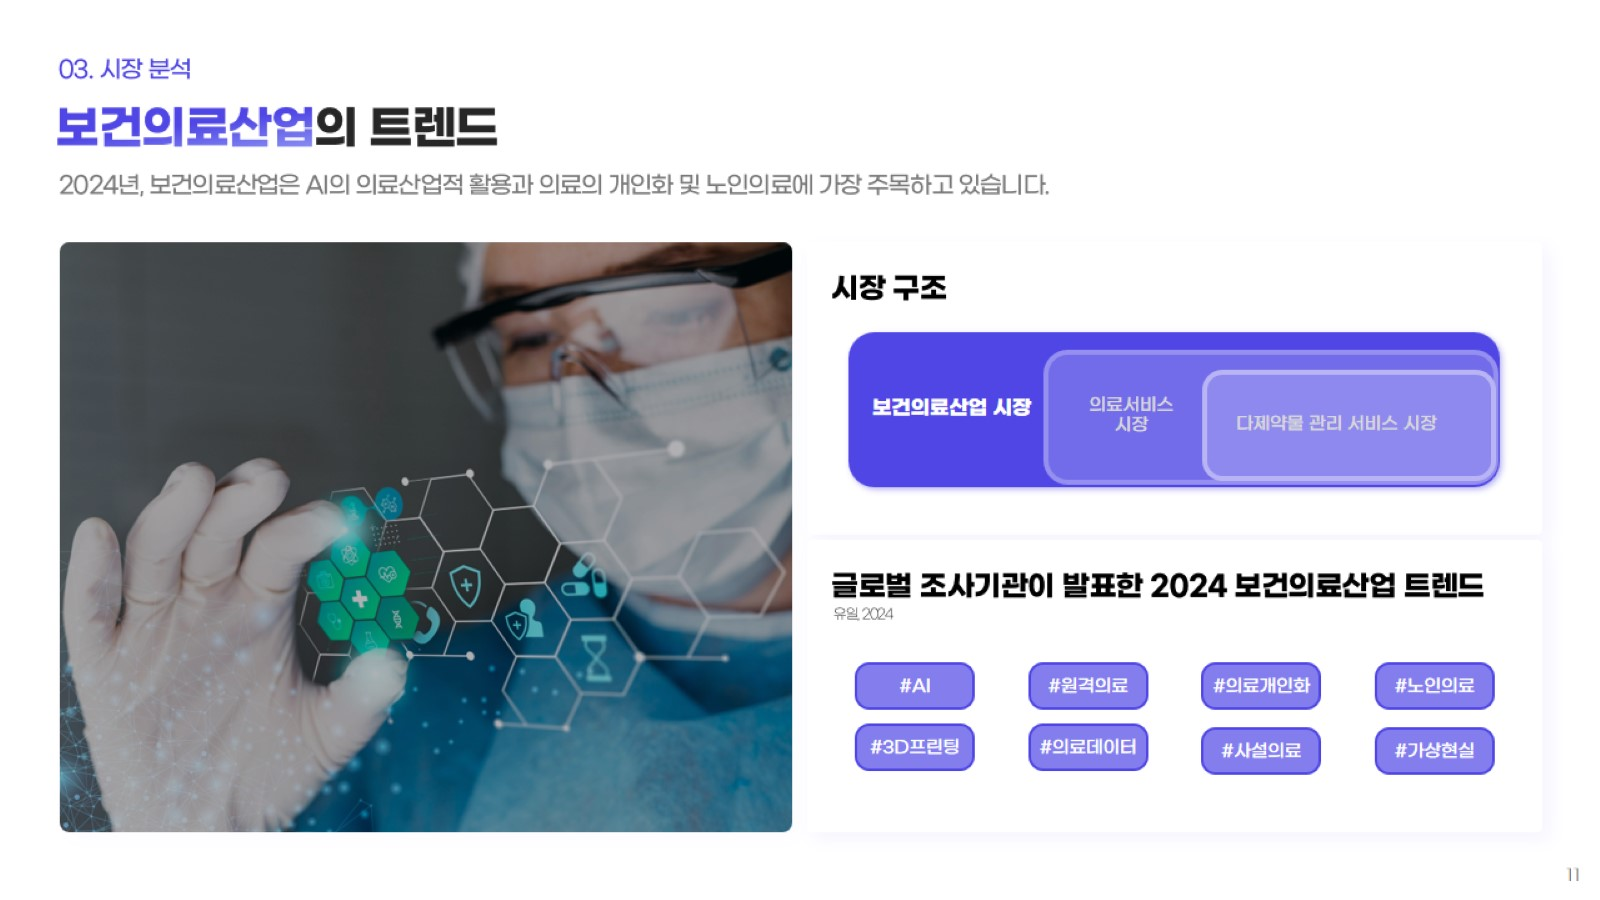 03. 시장 분석
보건의료산업의 트렌드
2024년, 보건의료산업은 AI의 의료산업적 활용과 의료의 개인화 및 노인의료에 가장 주목하고 있습니다.
시장 구조
보건의료산업 시장
의료서비스
시장
다제약물 관리 서비스 시장
글로벌 조사기관이 발표한 2024 보건의료산업 트렌드
유일, 2024
#AI
#원격의료
#의료개인화
#노인의료
#3D프린팅
#의료데이터
#사설의료
#가상현실
11